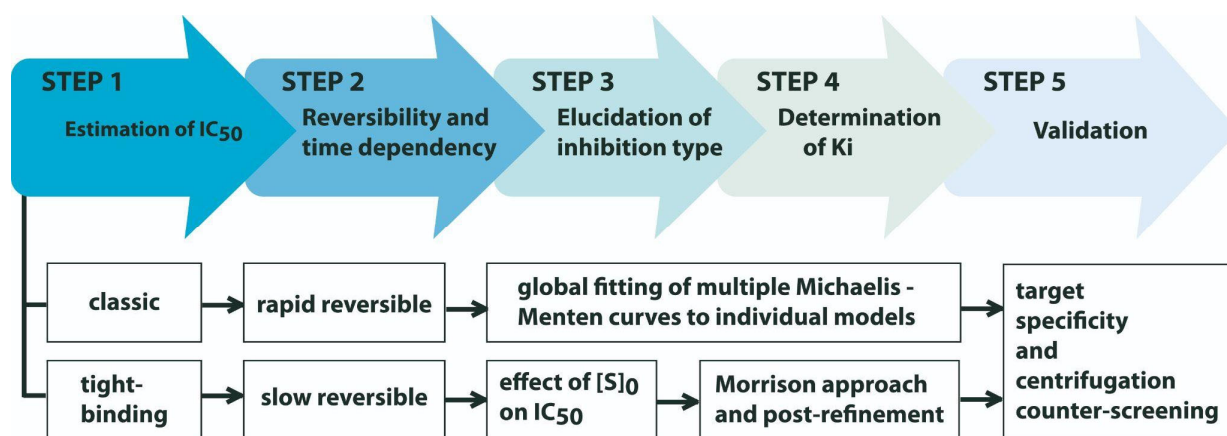 STEP 1
Estimation of IC50
STEP 2
Reversibility and
time dependency
STEP 3
Elucidation of
inhibition type
STEP 4
Determination
of Ki
STEP 5
Validation
classic
rapid reversible
global fitting of multiple Michaelis -
Menten curves to individual models
target
specificity
and
centrifugation
counter-screening
tight-
binding
slow reversible
effect of [S]0
on IC50
Morrison approach
and post-refinement